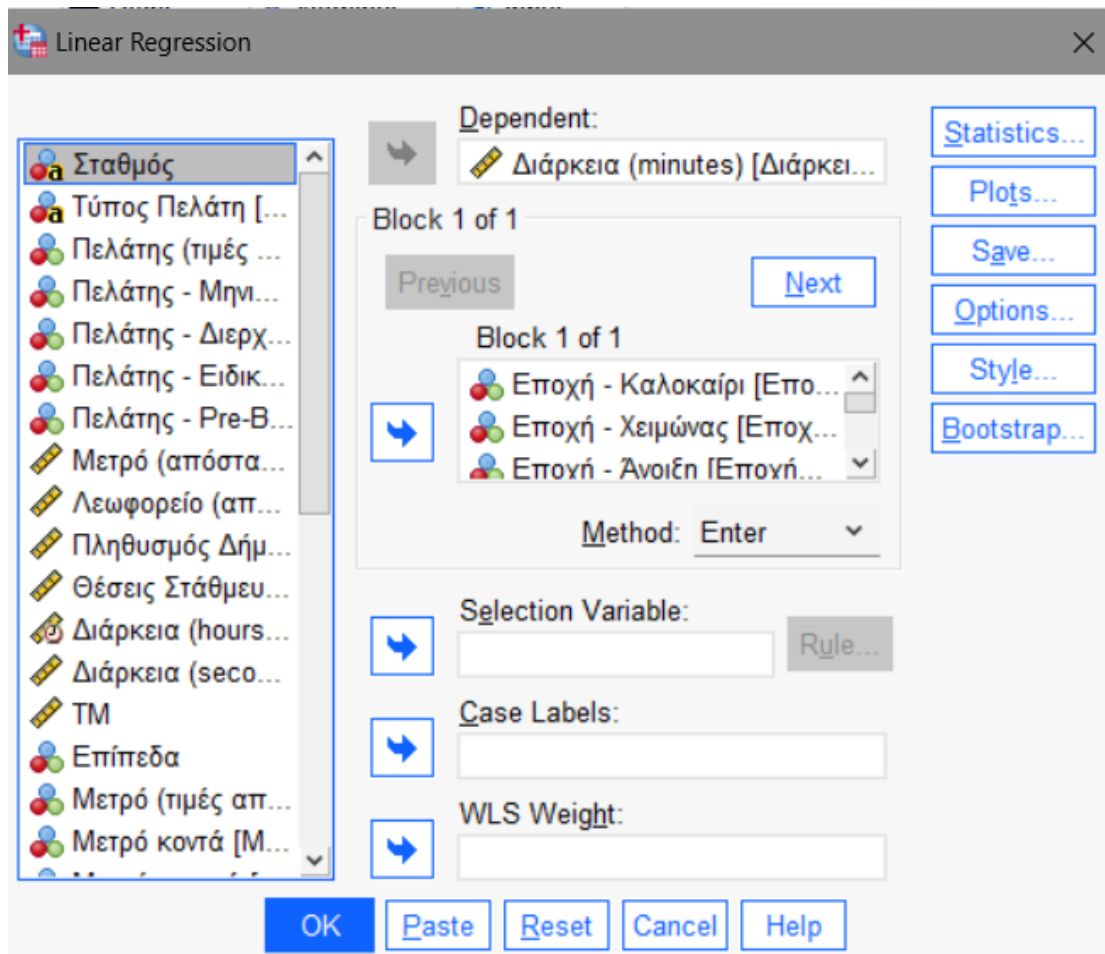 Linear Regression
Σταθμός
Τύπος Πελάτη [...
Πελάτης (τιμές ...
Πελάτης - Μηνι...
Πελάτης - Διερχ...
Πελάτης - Ειδικ...
Πελάτης - Pre-B...
Μετρό (απόστα...
Λεωφορείο (απ...
Πληθυσμός Δήμ...
Θέσεις Στάθμευ...
Διάρκεια (hours...
Διάρκεια (seco...
ΤΜ
Επίπεδα
Μετρό (τιμές απ...
Μετρό κοντά [Μ...
Dependent:
Διάρκεια (minutes) [Διάρκει...
Block 1 of 1
Previous
Next
Block 1 of 1
Εποχή - Καλοκαίρι [Επο...
Εποχή - Χειμώνας [Εποχ...
Εποχή - Άνοιξη [Εποχή...
Method: Enter
Selection Variable:
Rule...
Case Labels:
WLS Weight:
Statistics...
Plots...
Save...
Options...
Style...
Bootstrap...
OK
Paste
Reset
Cancel
Help